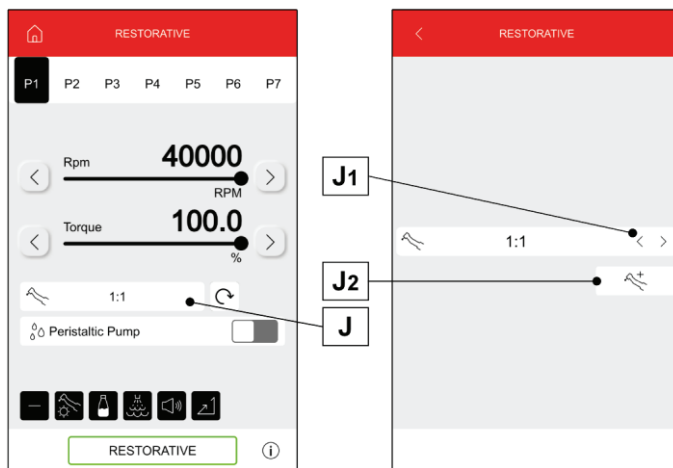 RESTORATIVE
P1 P2 P3 P4 P5 P6 P7
Rpm 40000
RPM
Torque 100.0
%
1:1
Peristaltic Pump
RESTORATIVE
i
J1
J2
J
RESTORATIVE
1:1